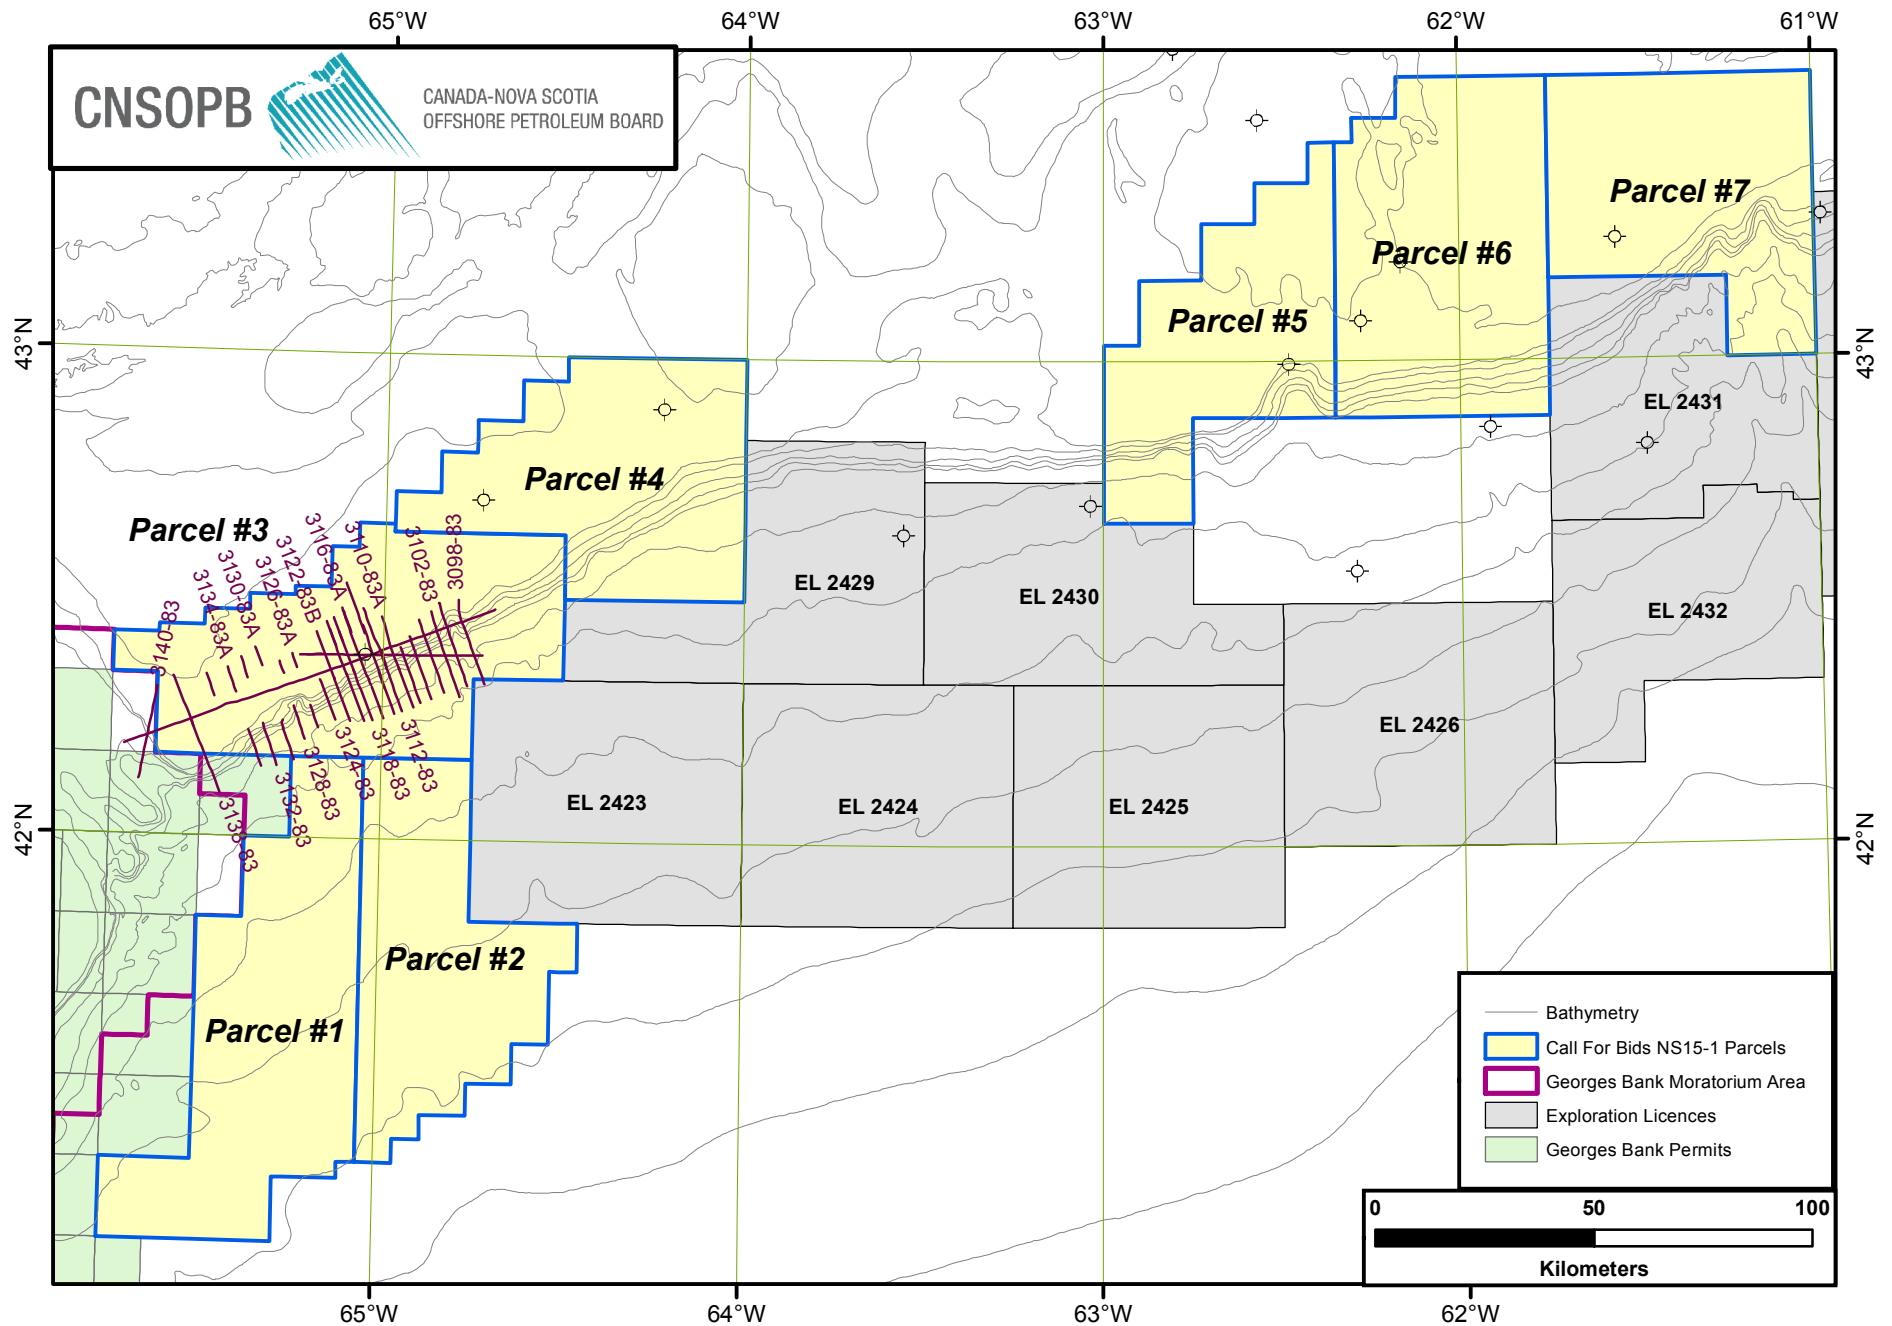 65°W
64°W
63°W
62°W
61°W
CNSOPB
CANADA-NOVA SCOTIA
OFFSHORE PETROLEUM BOARD
Parcel #7
Parcel #6
Parcel #5
43°N
43°N
EL 2431
Parcel #4
Parcel #3
3116-83A
3110-83A
3102-83
3098-83
3122-83B
3126-83A
3130-83A
3134-83A
3140-83
EL 2429
EL 2430
EL 2432
EL 2426
3112-83
3118-83
3124-83
3128-83
3132-83
3138-83
EL 2423
EL 2424
EL 2425
42°N
42°N
Parcel #2
Parcel #1
Bathymetry
Call For Bids NS15-1 Parcels
Georges Bank Moratorium Area
Exploration Licences
Georges Bank Permits
0
50
100
Kilometers
65°W
64°W
63°W
62°W